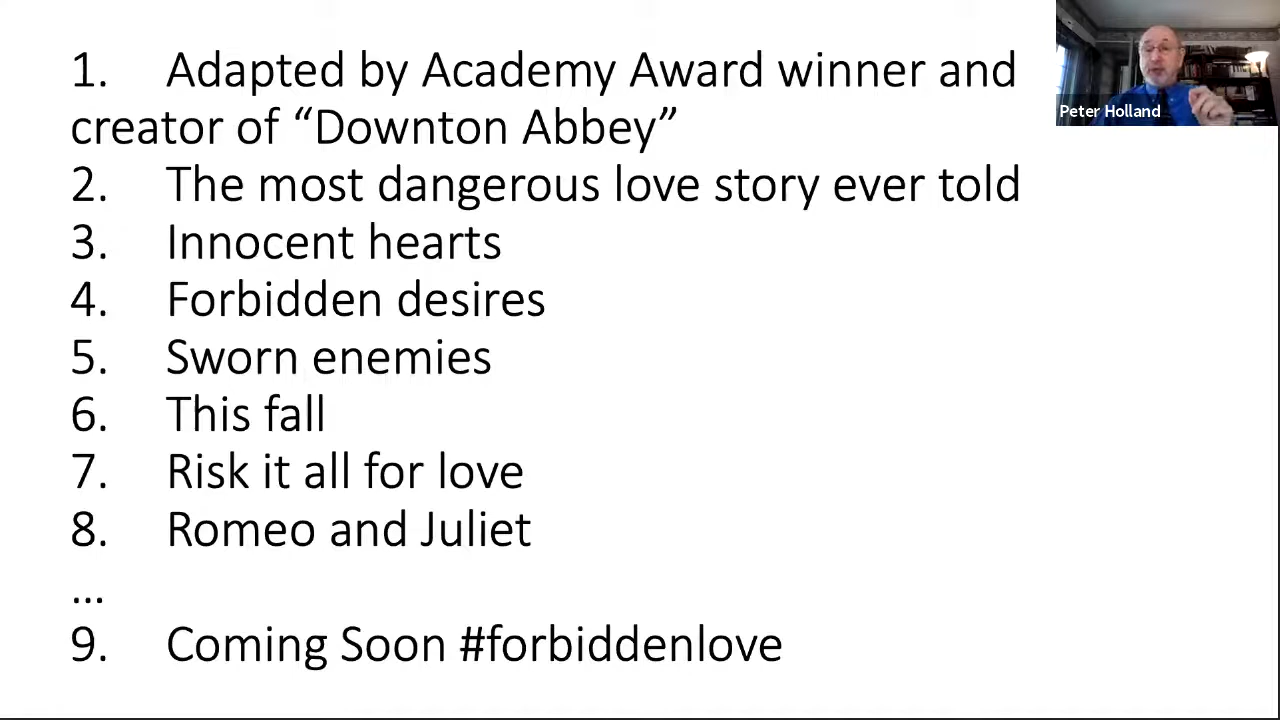 1. Adapted by Academy Award winner and
creator of “Downton Abbey”
2. The most dangerous love story ever told
3. Innocent hearts
4. Forbidden desires
5. Sworn enemies
6. This fall
7. Risk it all for love
8. Romeo and Juliet
…
9. Coming Soon #forbiddenlove
Peter Holland